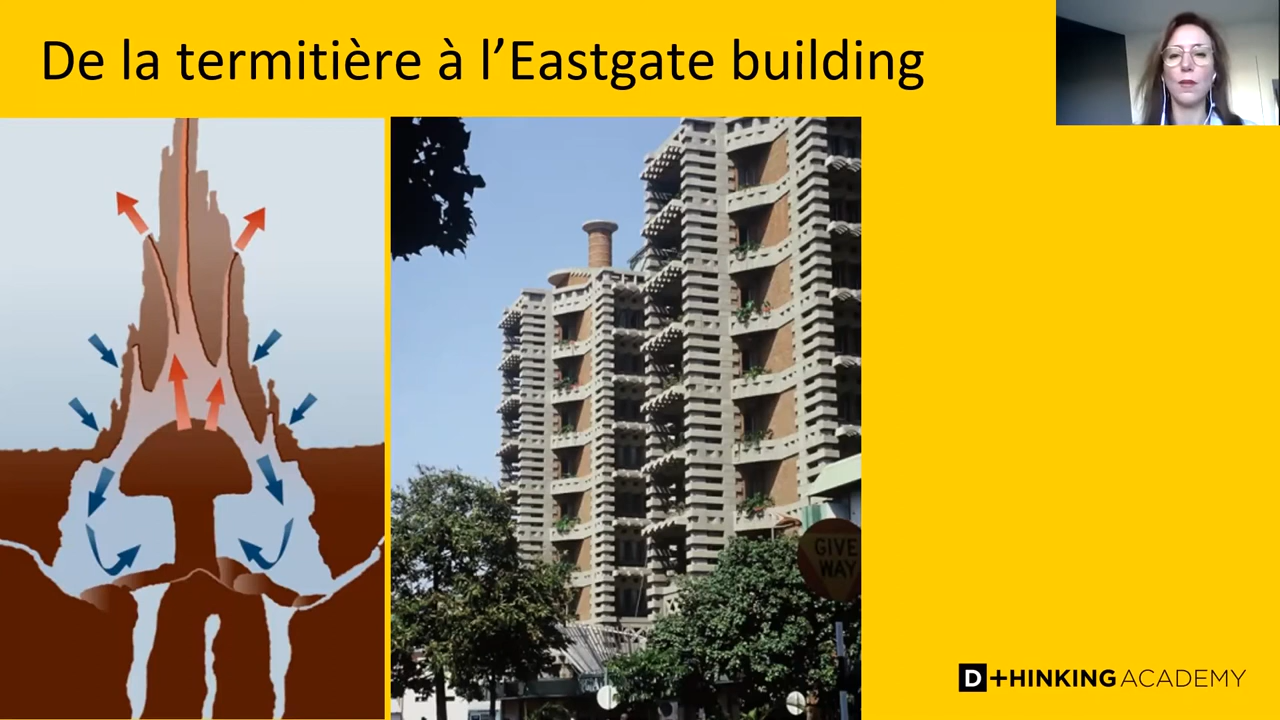 De la termitière à l’Eastgate building
GIVE
WAY
D+HINKING ACADEMY